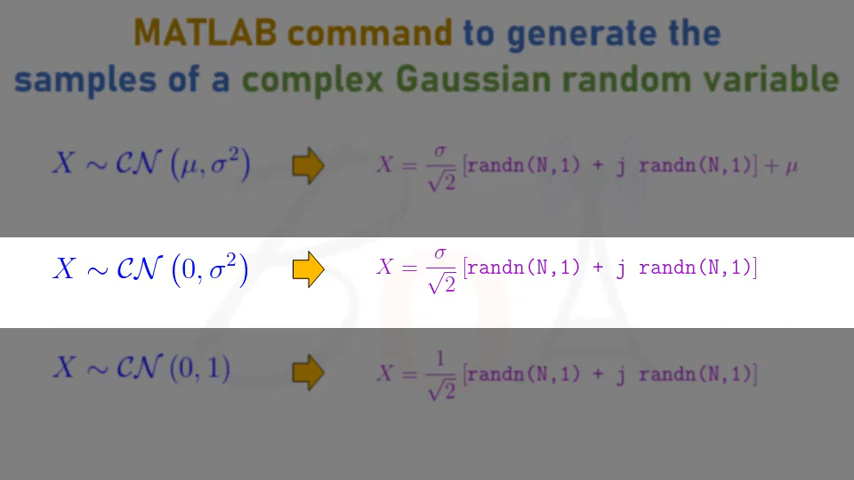 MATLAB command to generate the
samples of a complex Gaussian random variable
X ∼ 𝒞𝒩 (μ, σ²) X = σ/√2 [randn(N,1) + j randn(N,1)] + μ
X ∼ 𝒞𝒩 (0, σ²) X = σ/√2 [randn(N,1) + j randn(N,1)]
X ∼ 𝒞𝒩 (0, 1) X = 1/√2 [randn(N,1) + j randn(N,1)]